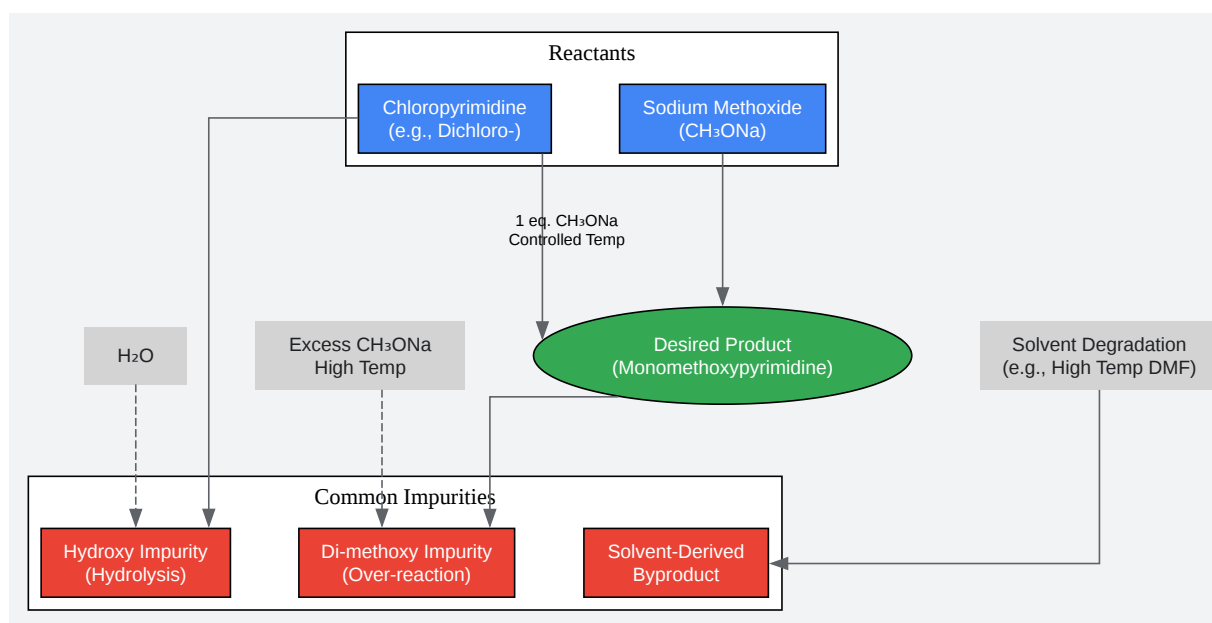 Reactants
Chloropyrimidine
(e.g., Dichloro-)
Sodium Methoxide
(CH₃ONa)
1 eq. CH₃ONa
Controlled Temp
H₂O
Excess CH₃ONa
High Temp
Desired Product
(Monomethoxypyrimidine)
Solvent Degradation
(e.g., High Temp DMF)
Common Impurities
Hydroxy Impurity
(Hydrolysis)
Di-methoxy Impurity
(Over-reaction)
Solvent-Derived
Byproduct